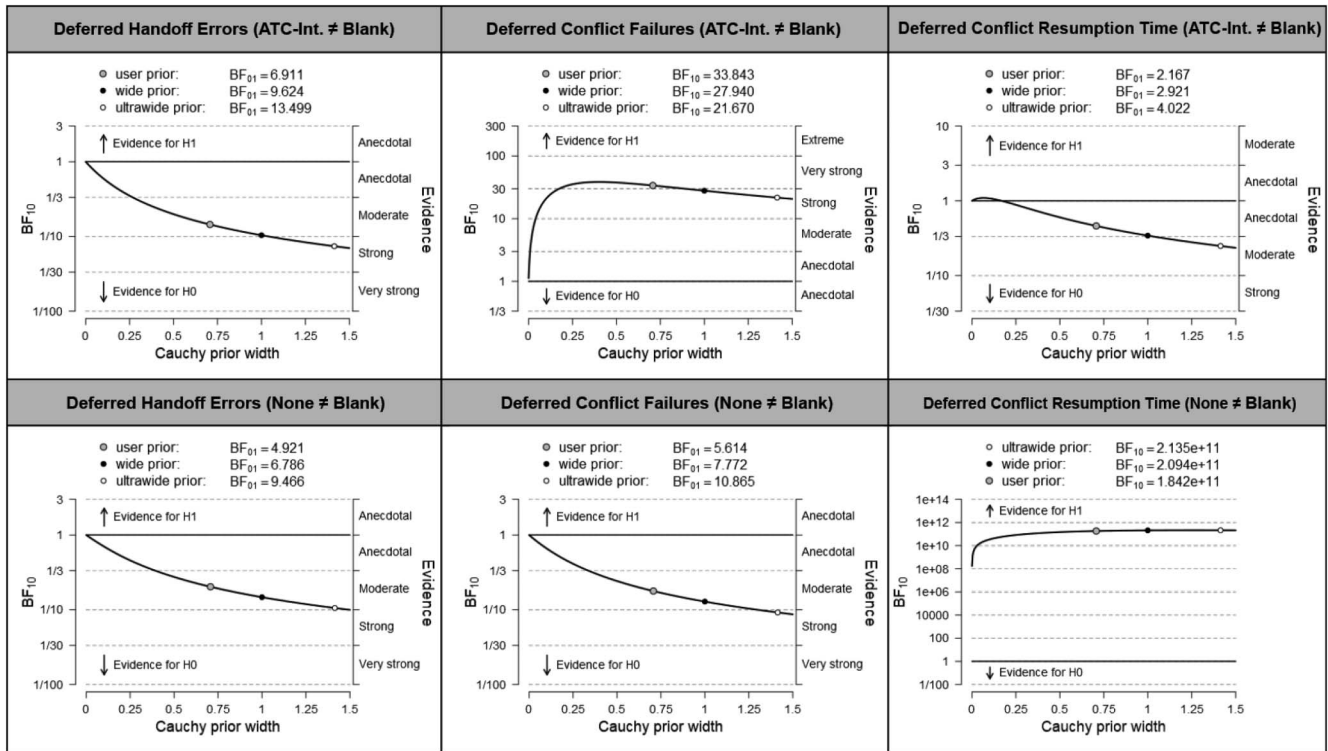 Deferred Handoff Errors (ATC-Int. ≠ Blank)
user prior: BF01 = 6.911
wide prior: BF01 = 9.624
ultrawide prior: BF01 = 13.499
3
1
1/3
1/10
1/30
1/100
BF10
Evidence for H1
Evidence for H0
Anecdotal
Anecdotal
Moderate
Strong
Very strong
Evidence
0 0.25 0.5 0.75 1 1.25 1.5
Cauchy prior width
Deferred Conflict Failures (ATC-Int. ≠ Blank)
user prior: BF10 = 33.843
wide prior: BF10 = 27.940
ultrawide prior: BF10 = 21.670
300
100
30
10
3
1
1/3
BF10
Evidence for H1
Evidence for H0
Extreme
Very strong
Strong
Moderate
Anecdotal
Anecdotal
Evidence
0 0.25 0.5 0.75 1 1.25 1.5
Cauchy prior width
Deferred Conflict Resumption Time (ATC-Int. ≠ Blank)
user prior: BF01 = 2.167
wide prior: BF01 = 2.921
ultrawide prior: BF01 = 4.022
10
3
1
1/3
1/10
1/30
BF10
Evidence for H1
Evidence for H0
Moderate
Anecdotal
Anecdotal
Moderate
Strong
0 0.25 0.5 0.75 1 1.25 1.5
Cauchy prior width
Deferred Handoff Errors (None ≠ Blank)
user prior: BF01 = 4.921
wide prior: BF01 = 6.786
ultrawide prior: BF01 = 9.466
3
1
1/3
1/10
1/30
1/100
BF10
Evidence for H1
Evidence for H0
Anecdotal
Anecdotal
Moderate
Strong
Very strong
Evidence
0 0.25 0.5 0.75 1 1.25 1.5
Cauchy prior width
Deferred Conflict Failures (None ≠ Blank)
user prior: BF01 = 5.614
wide prior: BF01 = 7.772
ultrawide prior: BF01 = 10.865
3
1
1/3
1/10
1/30
1/100
BF10
Evidence for H1
Evidence for H0
Anecdotal
Anecdotal
Moderate
Strong
Very strong
Evidence
0 0.25 0.5 0.75 1 1.25 1.5
Cauchy prior width
Deferred Conflict Resumption Time (None ≠ Blank)
ultrawide prior: BF10 = 2.135e+11
wide prior: BF10 = 2.094e+11
user prior: BF10 = 1.842e+11
1e+14
1e+12
1e+10
1e+08
1e+06
10000
100
1
1/100
BF10
Evidence for H1
Evidence for H0
0 0.25 0.5 0.75 1 1.25 1.5
Cauchy prior width